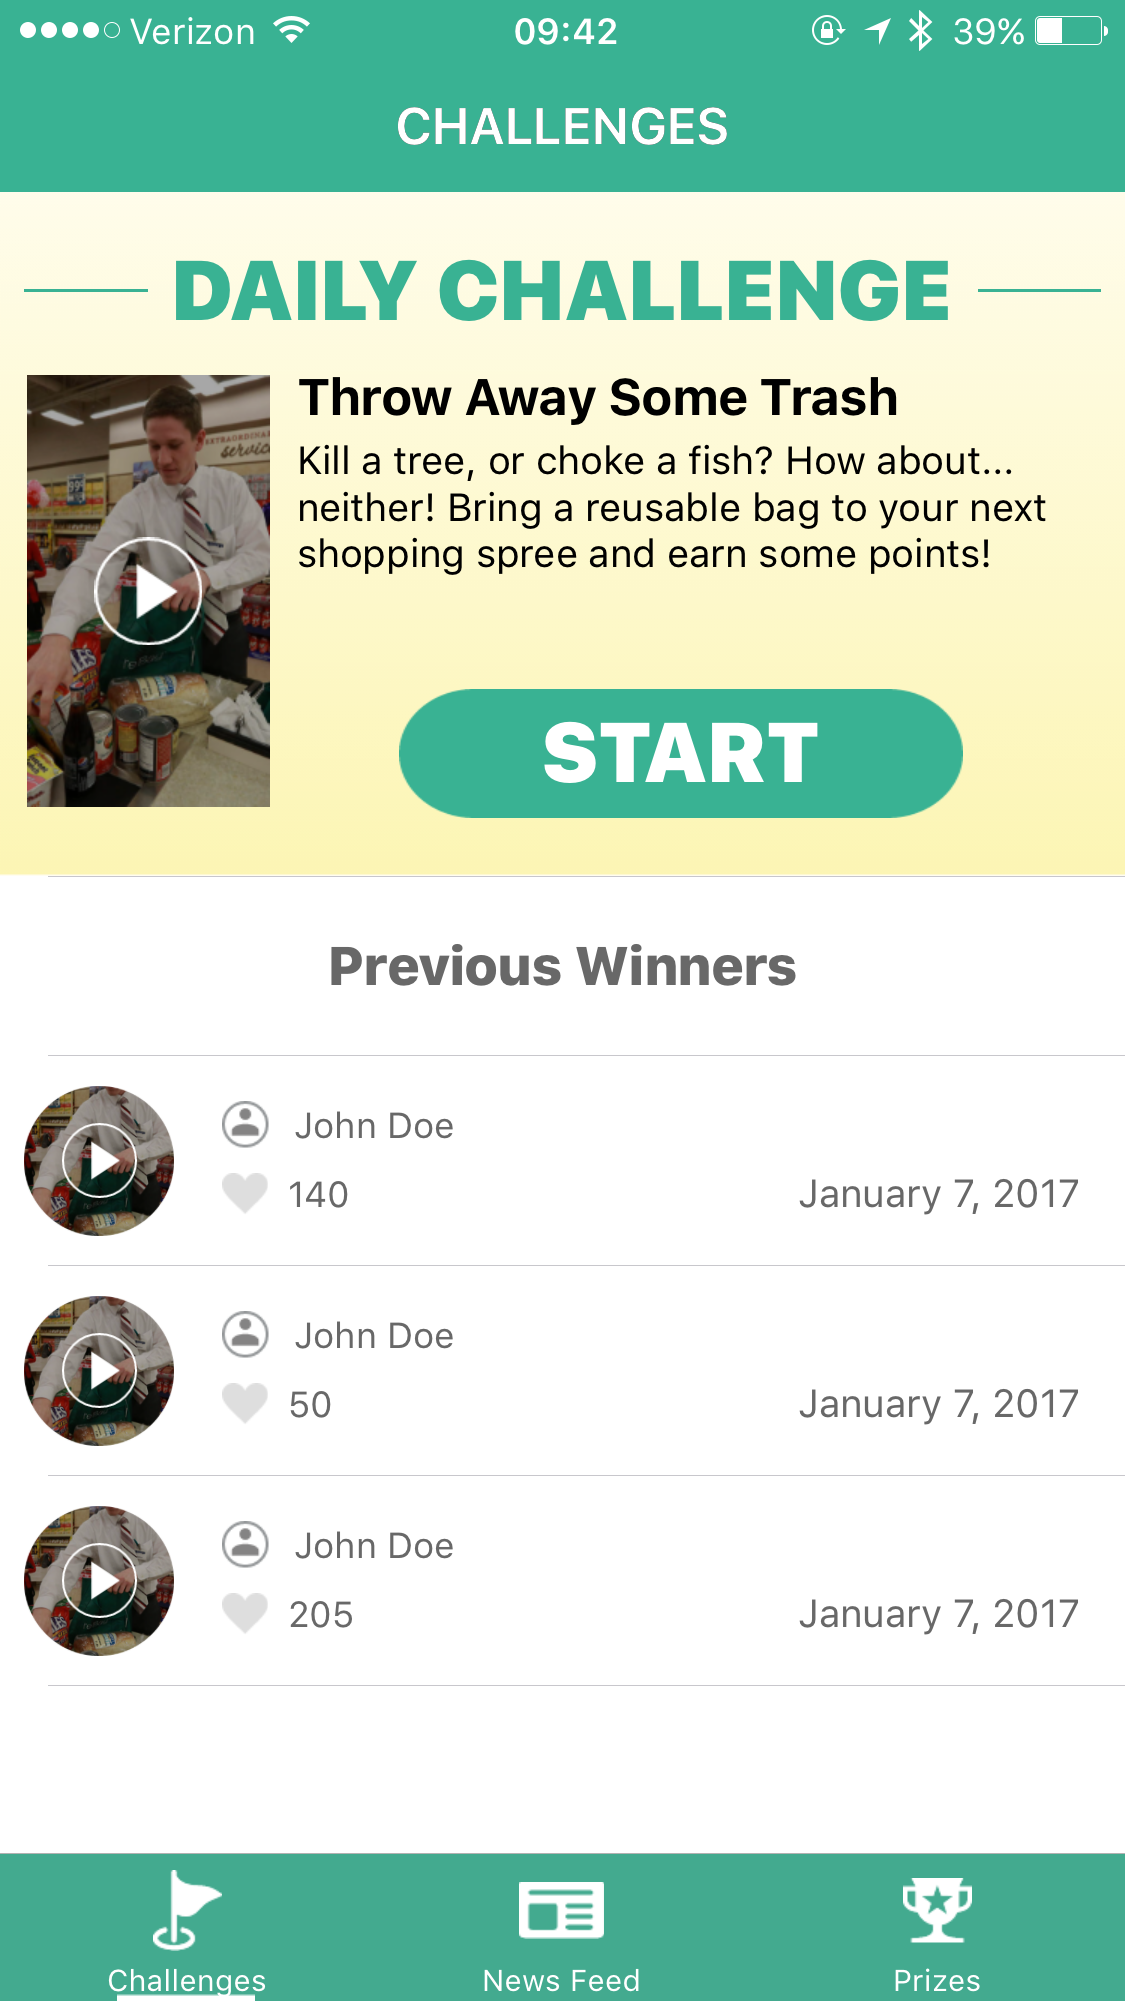 Verizon 09:42 39%
CHALLENGES
DAILY CHALLENGE
Throw Away Some Trash
Kill a tree, or choke a fish? How about...
neither! Bring a reusable bag to your next
shopping spree and earn some points!
START
Previous Winners
John Doe
140 January 7, 2017
John Doe
50 January 7, 2017
John Doe
205 January 7, 2017
Challenges News Feed Prizes